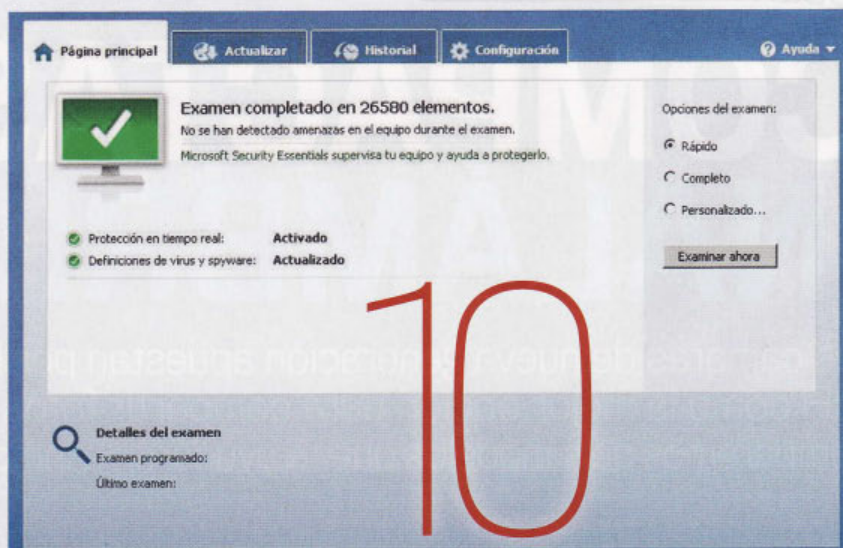 Página principal
Actualizar
Historial
Configuración
Ayuda
Examen completado en 26580 elementos.
No se han detectado amenazas en el equipo durante el examen.
Microsoft Security Essentials supervisa tu equipo y ayuda a protegerlo.
Opciones del examen:
Rápido
Completo
Personalizado...
Examinar ahora
Protección en tiempo real: Activado
Definiciones de virus y spyware: Actualizado
10
Detalles del examen
Examen programado:
Último examen: